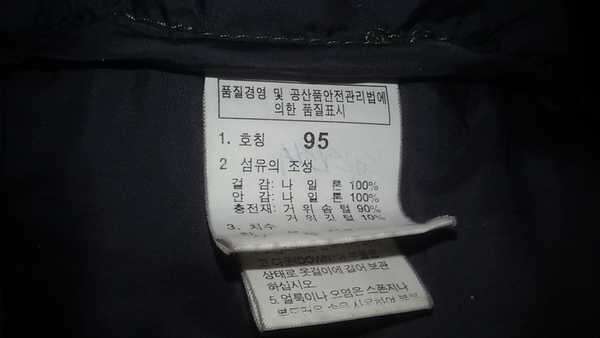 품질경영 및 공산품안전관리법에
의한 품질표시
1. 호칭 95
2 섬유의 조성
겉 감: 나 일 론 100%
안 감: 나 일 론 100%
충전재: 거 위 솜 털 90%
거 위 깃 털 10%
3. 치수
상태로 옷걸이에 걸어 보관
하십시오
5. 얼룩이나 오염은 스폰지나